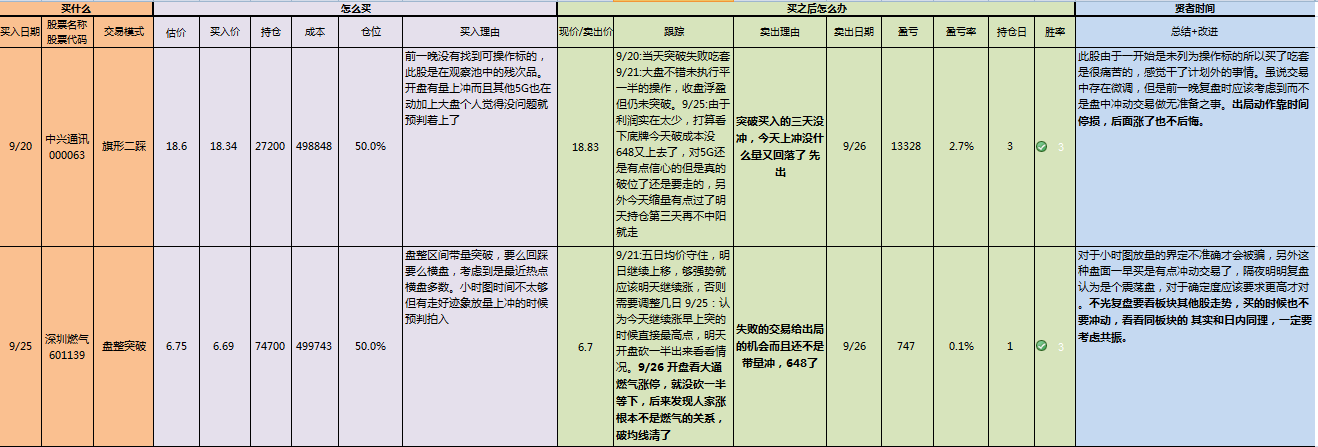 买什么 怎么买 买之后怎么办 贤者时间
买入日期 股票名称 股票代码 交易模式 估价 买入价 持仓 成本 仓位 买入理由 现价/卖出价 跟踪 卖出理由 卖出日期 盈亏 盈亏率 持仓日 胜率 总结+改进
9/20
中兴通讯
000063
旗形二踩
18.6
18.34
27200
498848
50.0%
前一晚没有找到可操作标的，
此股是在观察池中的残次品。
开盘有量上冲而且其他5G也在
动加上大盘个人觉得没问题就
预判着上了
18.83
9/20:当天突破失败吃套
9/21:大盘不错未执行平
一半的操作，收盘浮盈
但仍未突破。9/25:由于
利润实在太少，打算看
下底牌今天破成本没
648又上去了，对5G还
是有点信心的但是真的
破位了还是要走的，另
外今天缩量有点过了明
天持仓第三天再不中阳
就走
突破买入的三天没
冲，今天上冲没什
么量又回落了 先
出
9/26
13328
2.7%
3
3
此股由于一开始是未列为操作标的所以买了吃套
是很痛苦的，感觉干了计划外的事情。虽说交易
中存在微调，但是前一晚复盘时应该考虑到而不
是盘中冲动交易做无准备之事。出局动作靠时间
停损，后面涨了也不后悔。
9/25
深圳燃气
601139
盘整突破
6.75
6.69
74700
499743
50.0%
盘整区间带量突破，要么回踩
要么横盘，考虑到是最近热点
横盘多数。小时图时间不太够
但有走好迹象放量上冲的时候
预判拍入
6.7
9/21:五日均价守住，明
日继续上移，够强势就
应该明天继续涨，否则
需要调整几日 9/25：认
为今天继续涨早上突的
时候直接最高点，明天
开盘砍一半出来看看情
况。9/26 开盘看大通
燃气涨停，就没砍一半
等下，后来发现人家涨
根本不是燃气的关系，
破均线清了
失败的交易给出局
的机会而且还不是
带量冲，648了
9/26
747
0.1%
1
3
对于小时图放量的界定不准确才会被骗，另外这
种盘面一早买是有点冲动交易了，隔夜明明复盘
认为是个震荡盘，对于确定度应该要求更高才对
。不光复盘要看板块其他股走势，买的时候也不
要冲动，看看同板块的 其实和日内同理，一定要
考虑共振。